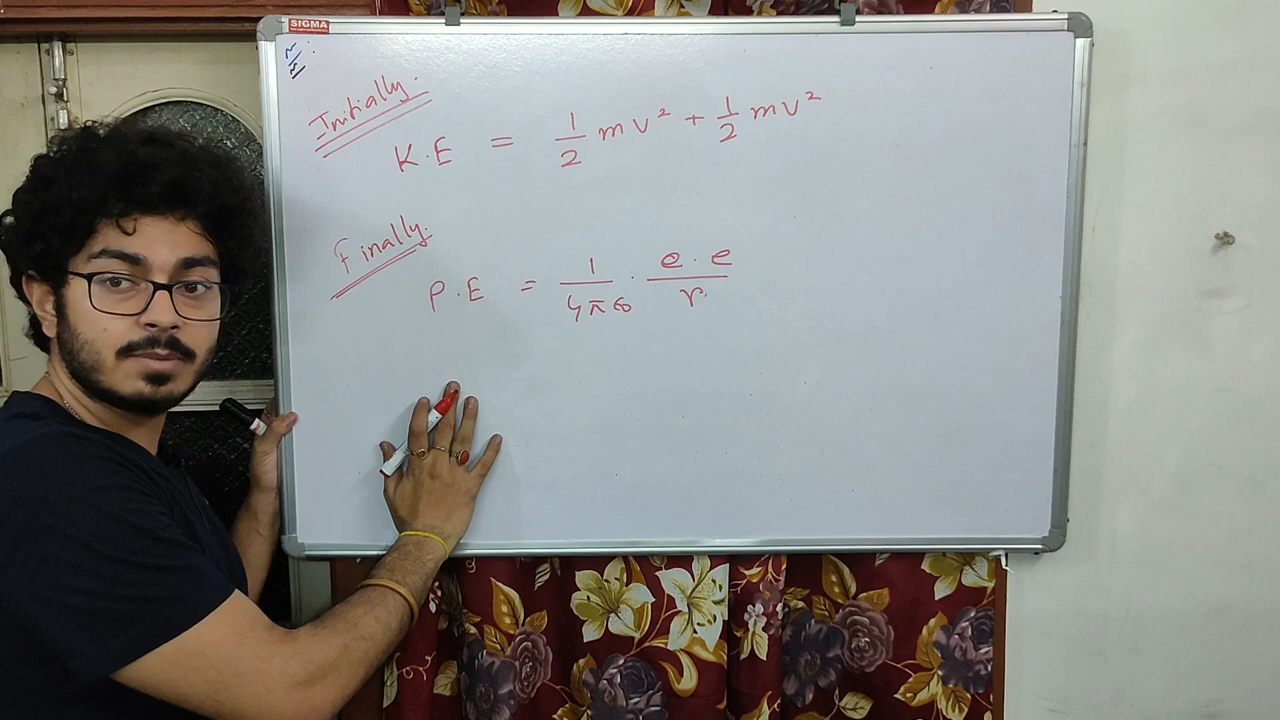 SIGMA
Initially.
K.E = 1/2 mv² + 1/2 mv²
Finally.
P.E = 1/4πε₀ . e . e/r.